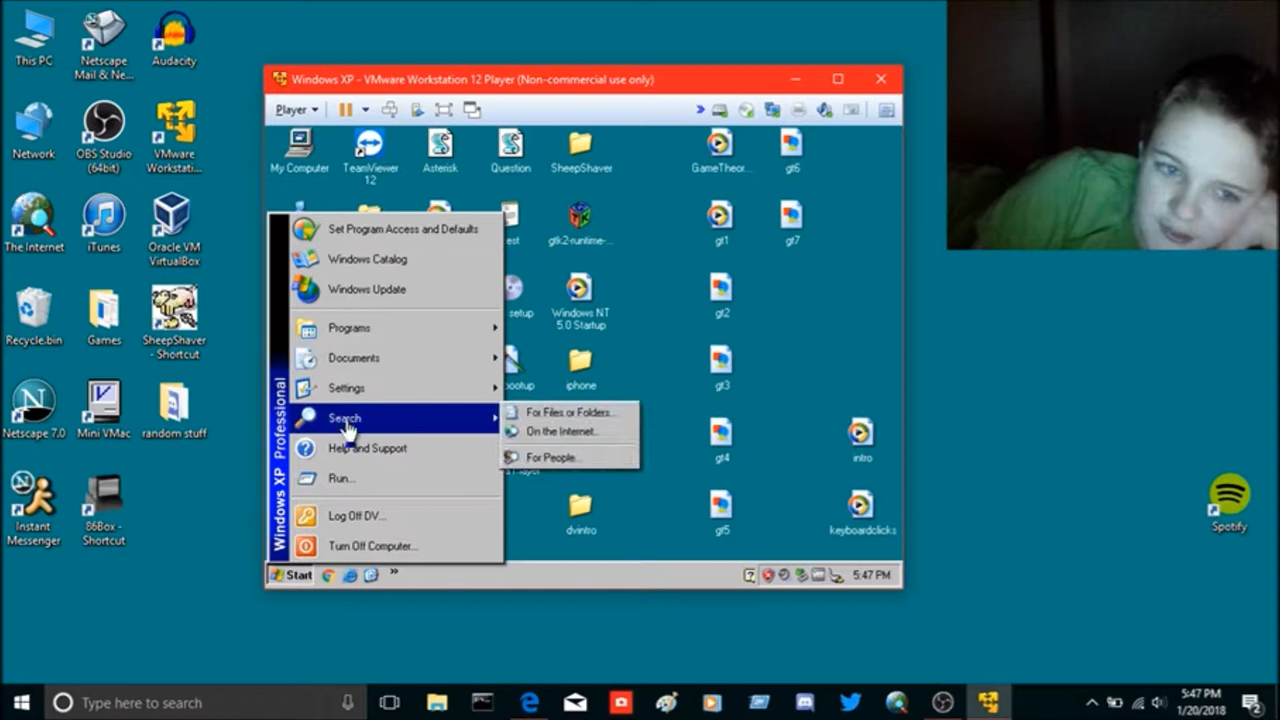 This PC
Netscape
Mail & Ne...
Audacity
Network
OBS Studio
(64bit)
VMware
Workstati...
The Internet
iTunes
Oracle VM
VirtualBox
Recycle.bin
Games
SheepShaver
- Shortcut
Netscape 7.0
Mini VMac
random stuff
Instant
Messenger
86Box -
Shortcut
Spotify
Windows XP - VMware Workstation 12 Player (Non-commercial use only)
Player
My Computer
TeamViewer
12
Asterisk
Question
SheepShaver
GameTheor...
gt6
gtk2-runtime-...
gt1
gt7
setup
Windows NT
5.0 Startup
gt2
bootup
iphone
gt3
gt4
intro
dvintro
gt5
keyboardclicks
Windows XP Professional
Set Program Access and Defaults
Windows Catalog
Windows Update
Programs
Documents
Settings
Search
Help and Support
Run...
Log Off DV...
Turn Off Computer...
For Files or Folders...
On the Internet...
For People...
Start
5:47 PM
Type here to search
5:47 PM
1/20/2018
2